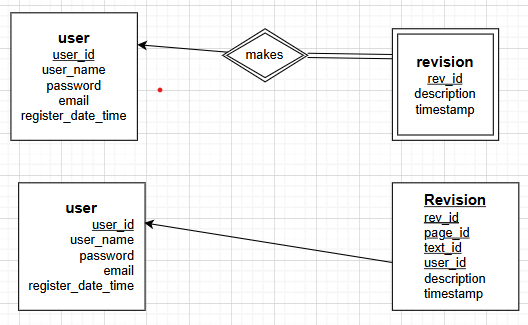 user
user_id
user_name
password
email
register_date_time
makes
revision
rev_id
description
timestamp
user
user_id
user_name
password
email
register_date_time
Revision
rev_id
page_id
text_id
user_id
description
timestamp